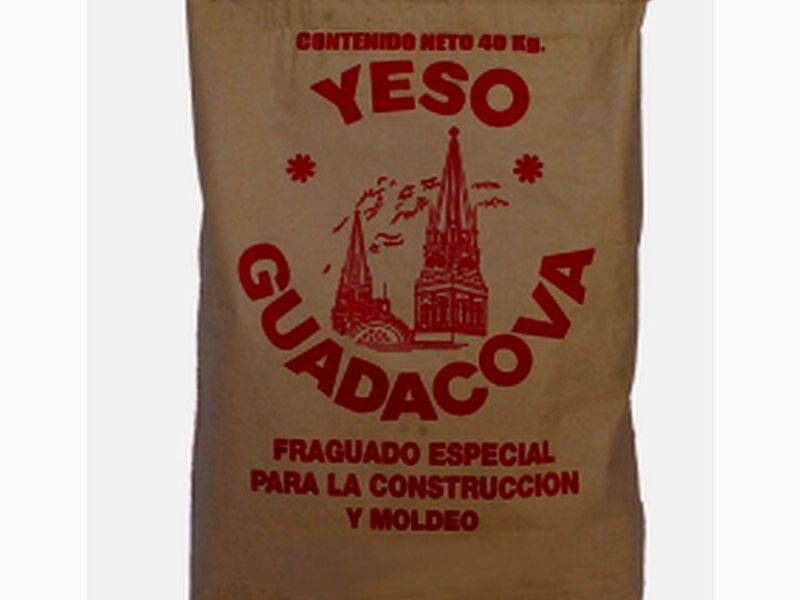 CONTENIDO NETO 40 Kg.
YESO
GUADACOVA
FRAGUADO ESPECIAL
PARA LA CONSTRUCCION
Y MOLDEO